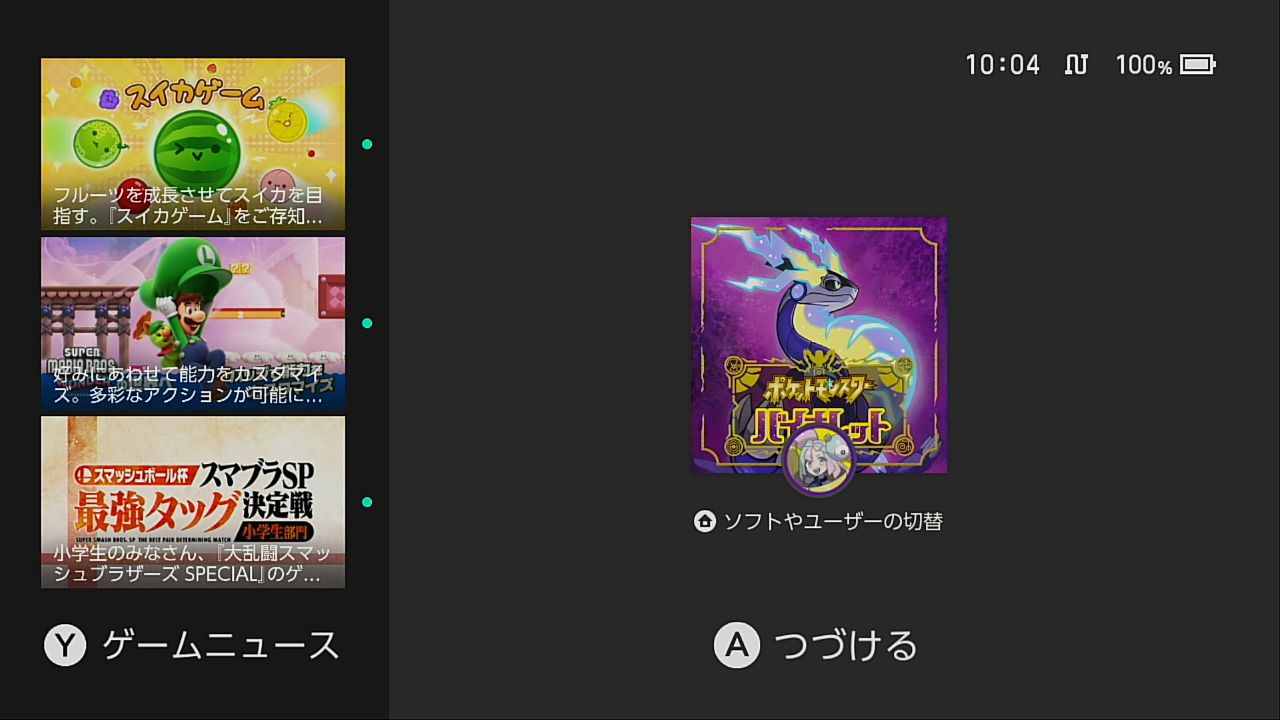 スイカゲーム
フルーツを成長させてスイカを目
指す。『スイカゲーム』をご存知...
L
SUPER
MARIO BROS.
好みにあわせて能力をカスタマイ
ズ。多彩なアクションが可能に...
スマッシュボール杯 スマブラSP
最強タッグ 決定戦
小学生部門
SUPER SMASH BROS. SP THE BEST PAIR DETERMINING MATCH
小学生のみなさん、『大乱闘スマッ
シュブラザーズ SPECIAL』のゲ...
Y ゲームニュース
10:04 100%
ポケットモンスター
バイオレット
ソフトやユーザーの切替
A つづける